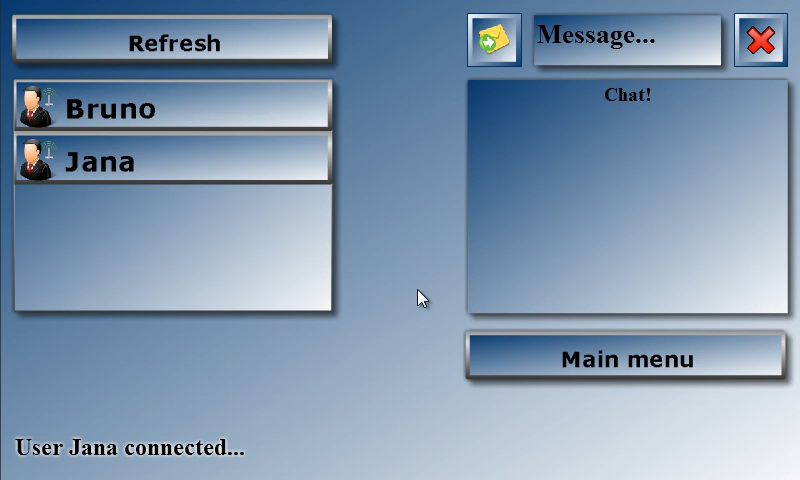 Refresh
Bruno
Jana
Message...
Chat!
Main menu
User Jana connected...